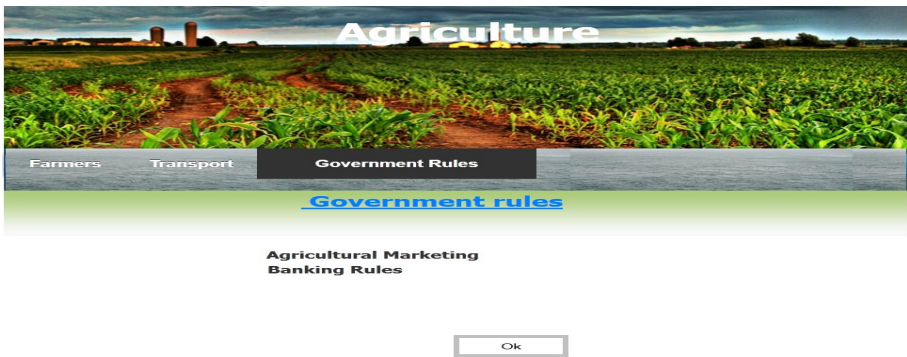 Agriculture
Farmers Transport Government Rules
Government rules
Agricultural Marketing
Banking Rules
Ok